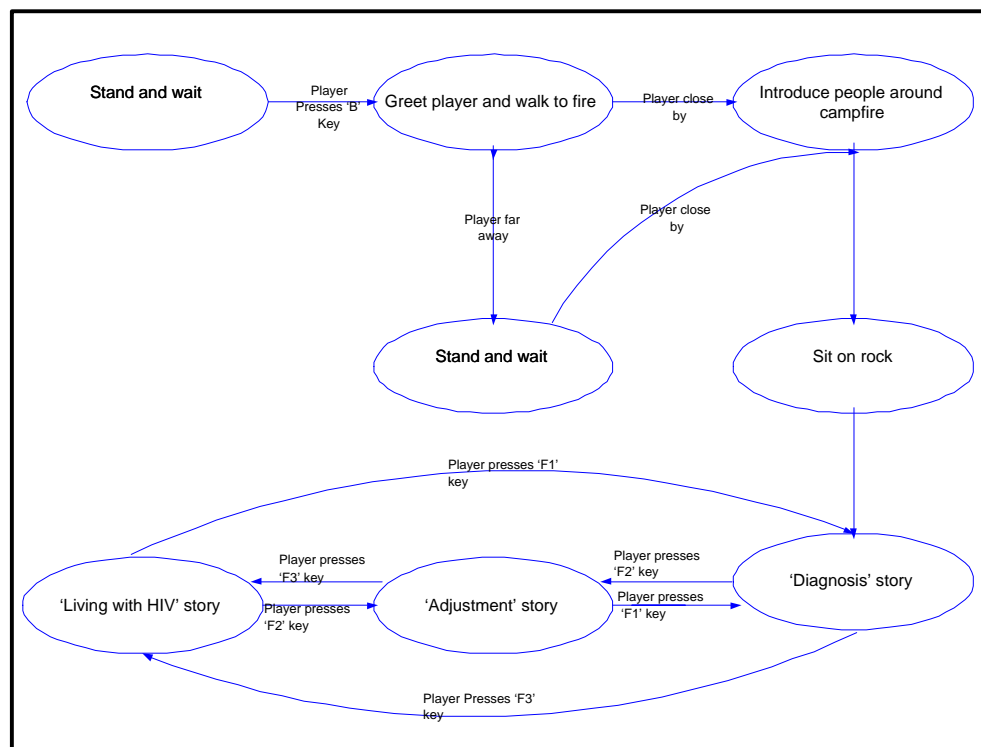 Stand and wait
Player
Presses ‘B’
Key
Greet player and walk to fire
Player close
by
Introduce people around
campfire
Player far
away
Player close
by
Stand and wait
Sit on rock
Player presses ‘F1’
key
Player presses
‘F3’ key
Player presses
‘F2’ key
‘Living with HIV’ story
Player presses
‘F2’ key
‘Adjustment’ story
Player presses
‘F1’ key
‘Diagnosis’ story
Player Presses ‘F3’
key